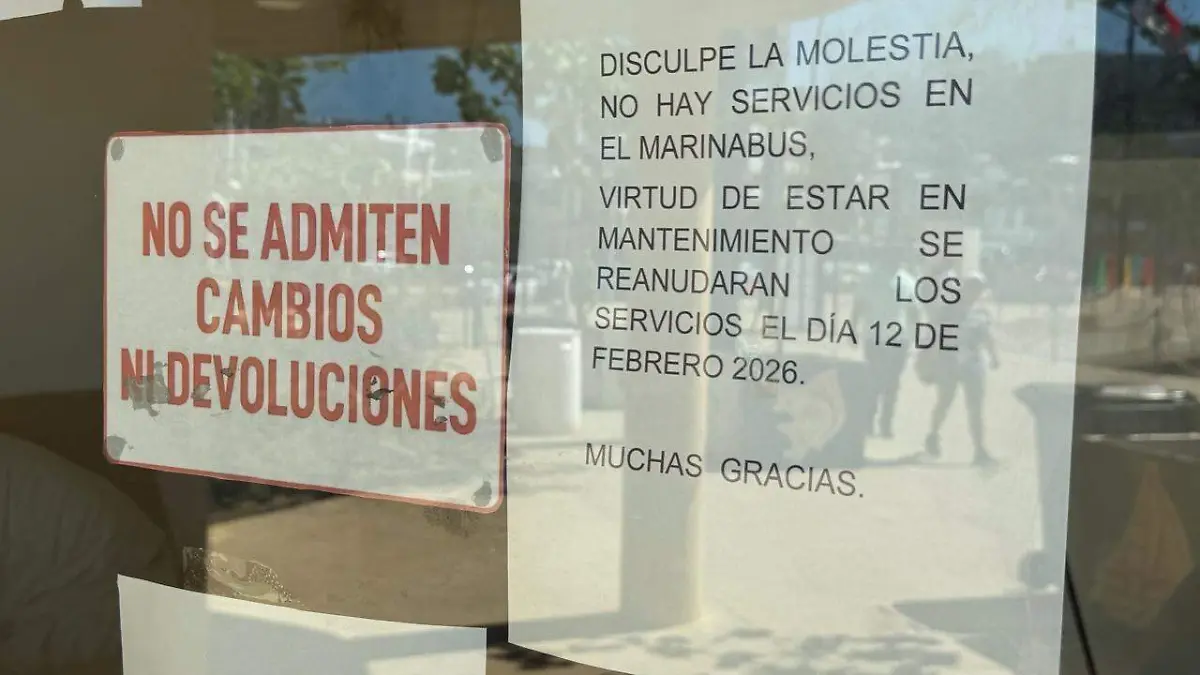 NO SE ADMITEN
CAMBIOS
NI DEVOLUCIONES
DISCULPE LA MOLESTIA,
NO HAY SERVICIOS EN
EL MARINABUS,
VIRTUD DE ESTAR EN
MANTENIMIENTO SE
REANUDARAN LOS
SERVICIOS EL DÍA 12 DE
FEBRERO 2026.
MUCHAS GRACIAS.